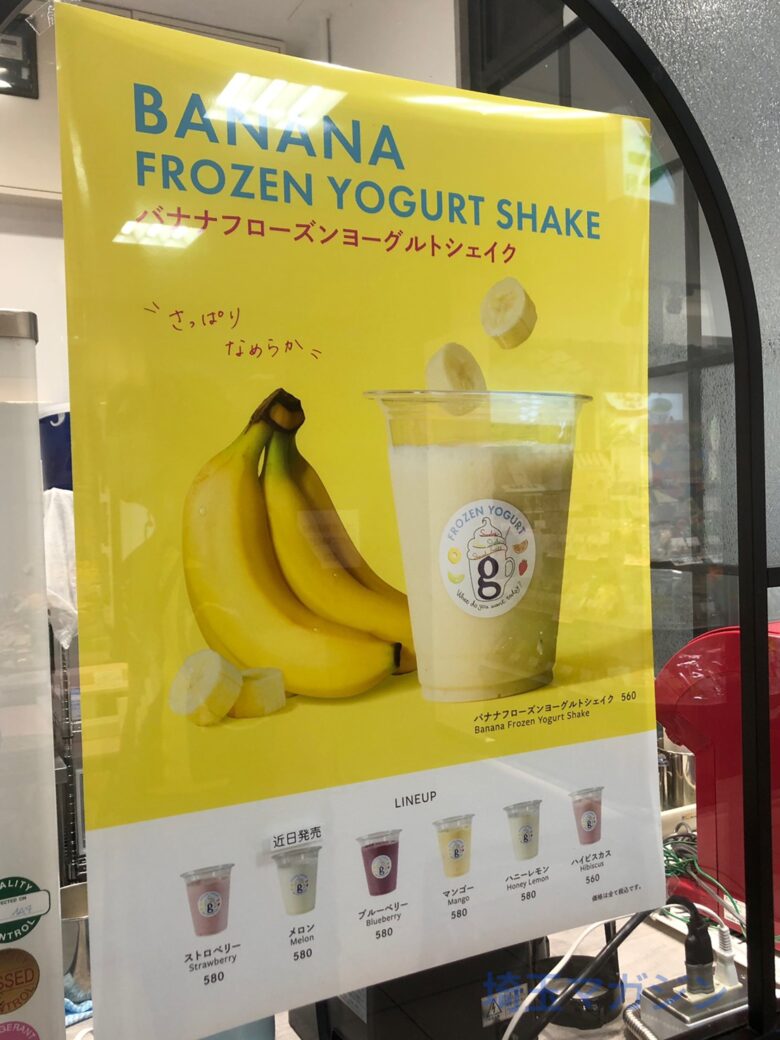 BANANA
FROZEN YOGURT SHAKE
バナナフローズンヨーグルトシェイク
さっぱり
なめらか
FROZEN YOGURT
g
What do you want today?
バナナフローズンヨーグルトシェイク 560
Banana Frozen Yogurt Shake
LINEUP
近日発売
ストロベリー
Strawberry
580
メロン
Melon
580
ブルーベリー
Blueberry
580
マンゴー
Mango
580
ハニーレモン
Honey Lemon
580
ハイビスカス
Hibiscus
560
価格は全て税込です。
埼玉マガジン